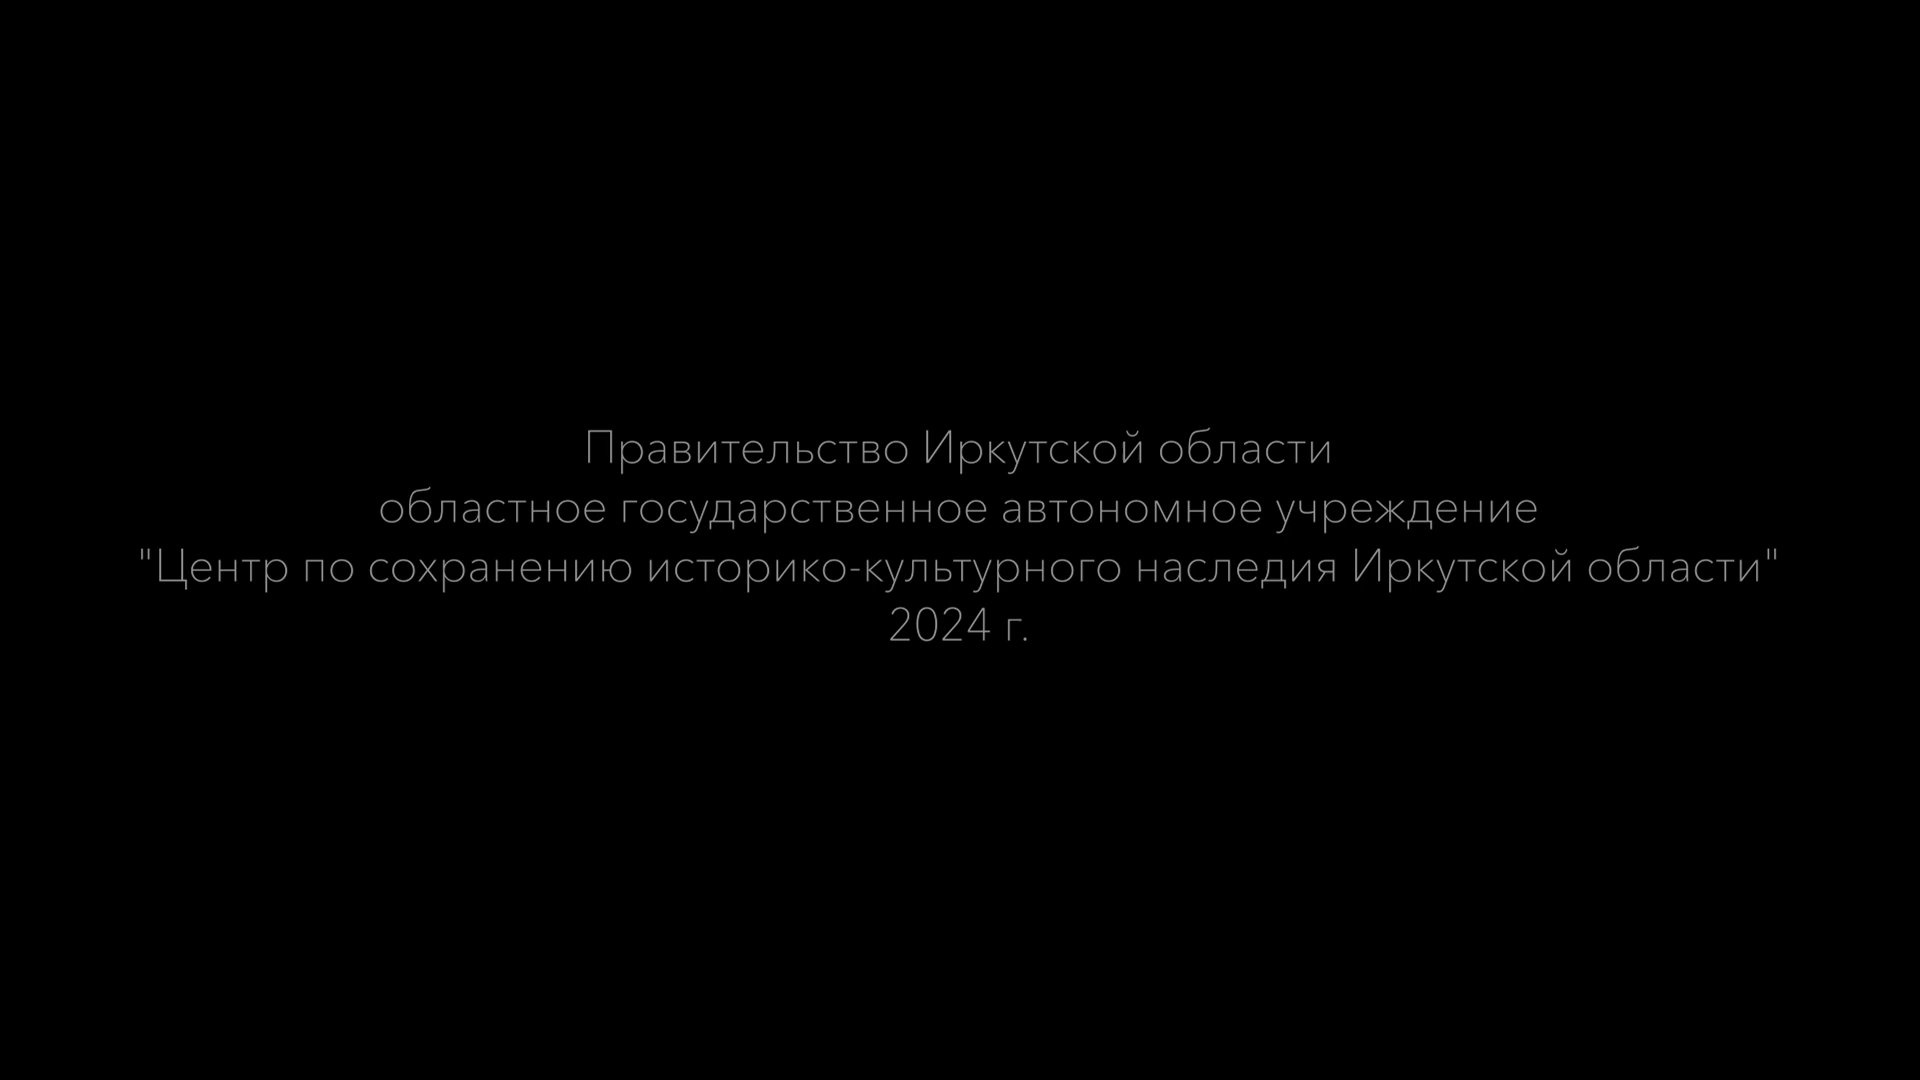 Правительство Иркутской области
областное государственное автономное учреждение
"Центр по сохранению историко-культурного наследия Иркутской области"
2024 г.